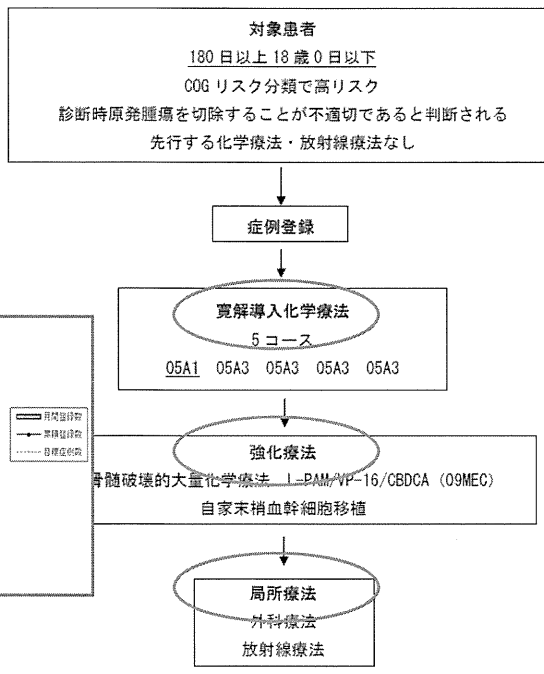 対象患者
180日以上18歳0日以下
COGリスク分類で高リスク
診断時原発腫瘍を切除することが不適切であると判断される
先行する化学療法・放射線療法なし
症例登録
寛解導入化学療法
5コース
05A1 05A3 05A3 05A3 05A3
月間登録数
累積登録数
目標症例数
強化療法
骨髄破壊的大量化学療法 L-PAM/VP-16/CBDCA (09MEC)
自家末梢血幹細胞移植
局所療法
外科療法
放射線療法